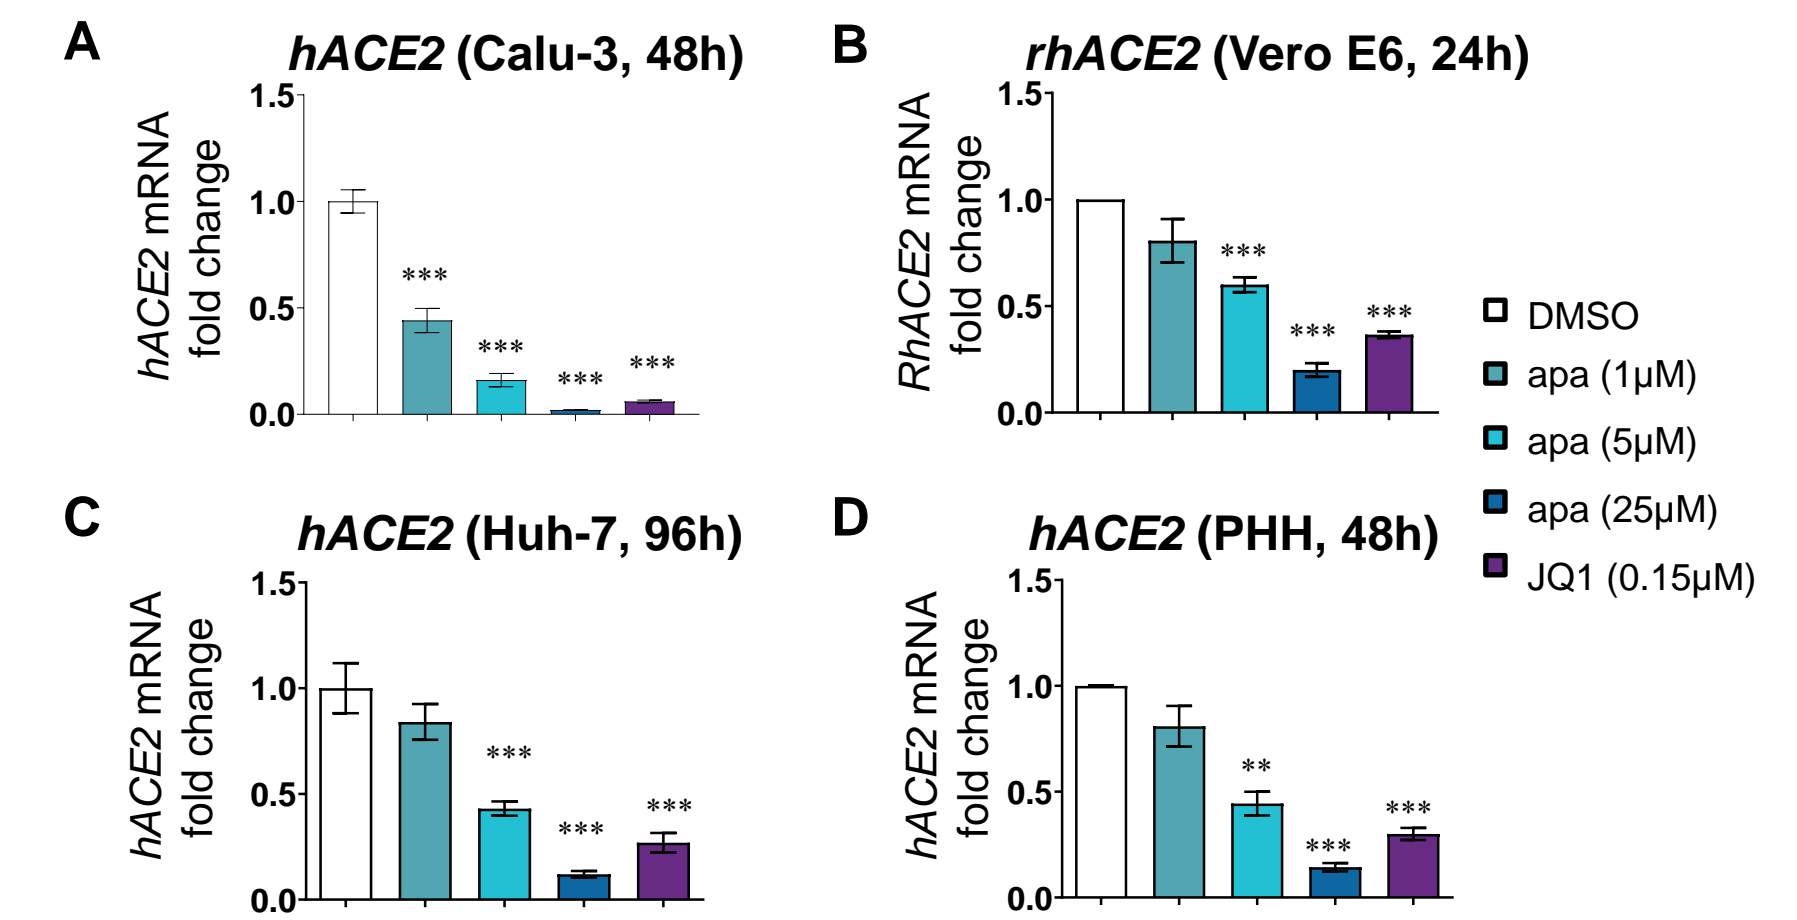 A
hACE2 (Calu-3, 48h)
hACE2 mRNA
fold change
1.5
1.0
0.5
0.0
***
***
***
***
B
rhACE2 (Vero E6, 24h)
RhACE2 mRNA
fold change
1.5
1.0
0.5
0.0
***
***
***
DMSO
apa (1µM)
apa (5µM)
apa (25µM)
JQ1 (0.15µM)
C
hACE2 (Huh-7, 96h)
hACE2 mRNA
fold change
1.5
1.0
0.5
0.0
***
***
***
D
hACE2 (PHH, 48h)
hACE2 mRNA
fold change
1.5
1.0
0.5
0.0
**
***
***